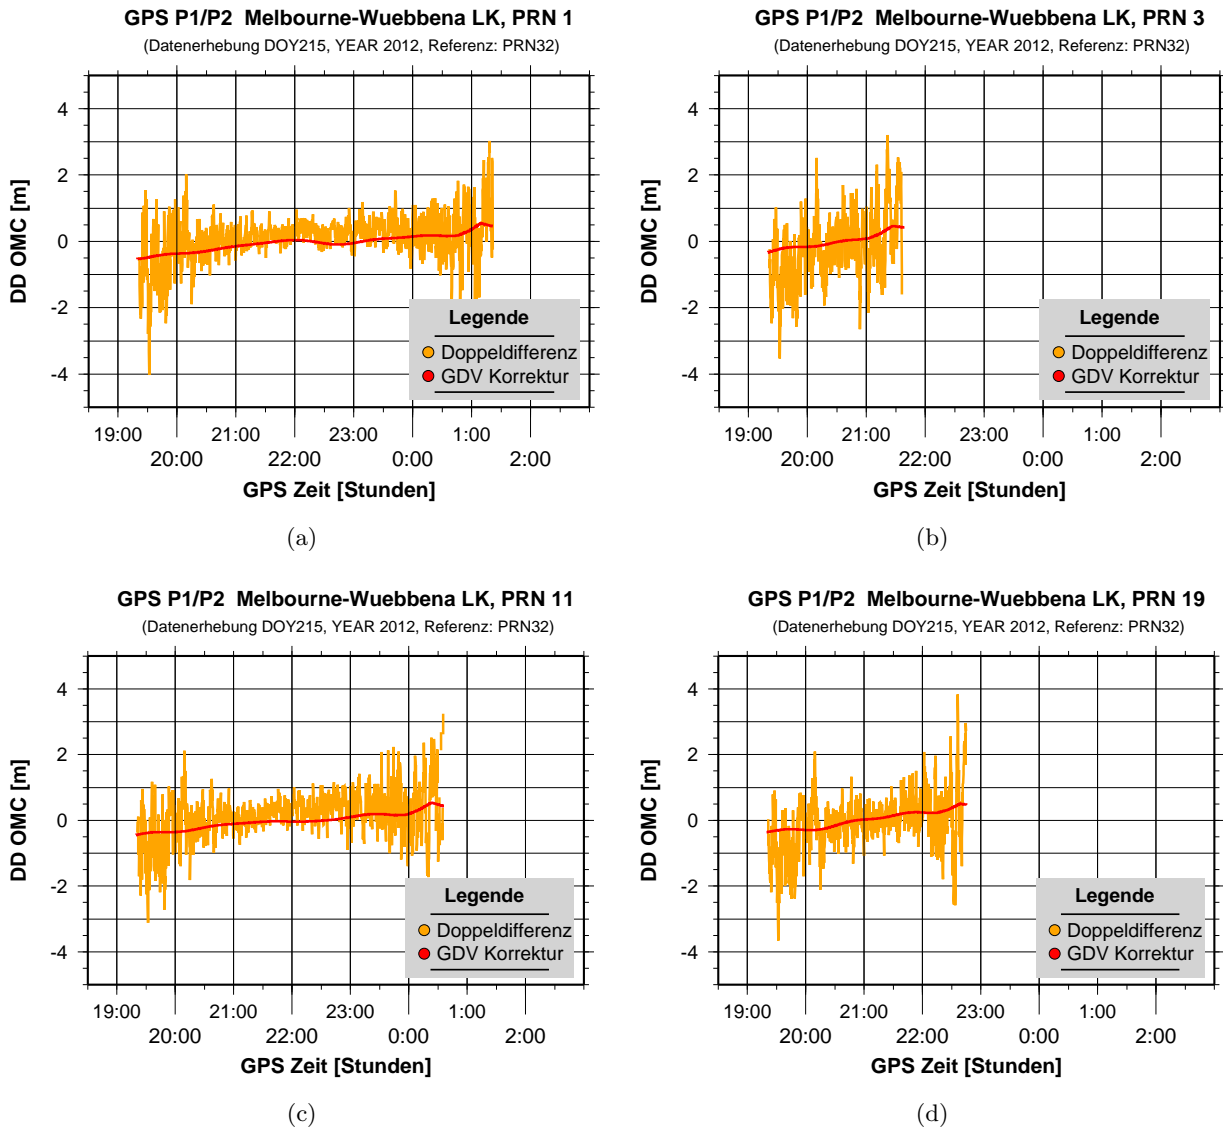 GPS P1/P2 Melbourne-Wuebbena LK, PRN 1
(Datenerhebung DOY215, YEAR 2012, Referenz: PRN32)
DD OMC [m]
4
2
0
-2
-4
Legende
Doppeldifferenz
GDV Korrektur
19:00 21:00 23:00 1:00
20:00 22:00 0:00 2:00
GPS Zeit [Stunden]
(a)
GPS P1/P2 Melbourne-Wuebbena LK, PRN 3
(Datenerhebung DOY215, YEAR 2012, Referenz: PRN32)
DD OMC [m]
4
2
0
-2
-4
Legende
Doppeldifferenz
GDV Korrektur
19:00 21:00 23:00 1:00
20:00 22:00 0:00 2:00
GPS Zeit [Stunden]
(b)
GPS P1/P2 Melbourne-Wuebbena LK, PRN 11
(Datenerhebung DOY215, YEAR 2012, Referenz: PRN32)
DD OMC [m]
4
2
0
-2
-4
Legende
Doppeldifferenz
GDV Korrektur
19:00 21:00 23:00 1:00
20:00 22:00 0:00 2:00
GPS Zeit [Stunden]
(c)
GPS P1/P2 Melbourne-Wuebbena LK, PRN 19
(Datenerhebung DOY215, YEAR 2012, Referenz: PRN32)
DD OMC [m]
4
2
0
-2
-4
Legende
Doppeldifferenz
GDV Korrektur
19:00 21:00 23:00 1:00
20:00 22:00 0:00 2:00
GPS Zeit [Stunden]
(d)